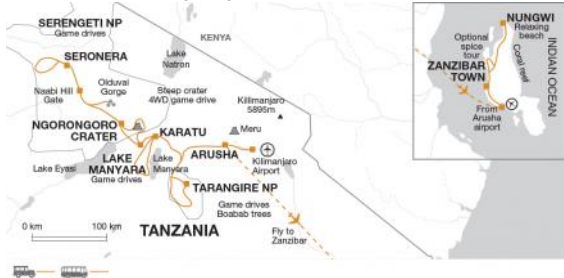 SERENGETI NP
Game drives
SERONERA
Naabi Hill
Gate
Olduval
Gorge
Lake
Natron
KENYA
Steep crater
4WD game drive
Killimanjaro
5895m
NGORONGORO
CRATER
KARATU
Meru
LAKE
MANYARA
Game drives
Lake Eyasi
Lake
Manyara
ARUSHA
Kilimanjaro
Airport
TARANGIRE NP
Game drives
Boabab trees
TANZANIA
Fly to
Zanzibar
0 km
100 km
NUNGWI
Relaxing
beach
Optional
spice
tour
Coral reef
INDIAN OCEAN
ZANZIBAR
TOWN
From
Arusha
airport